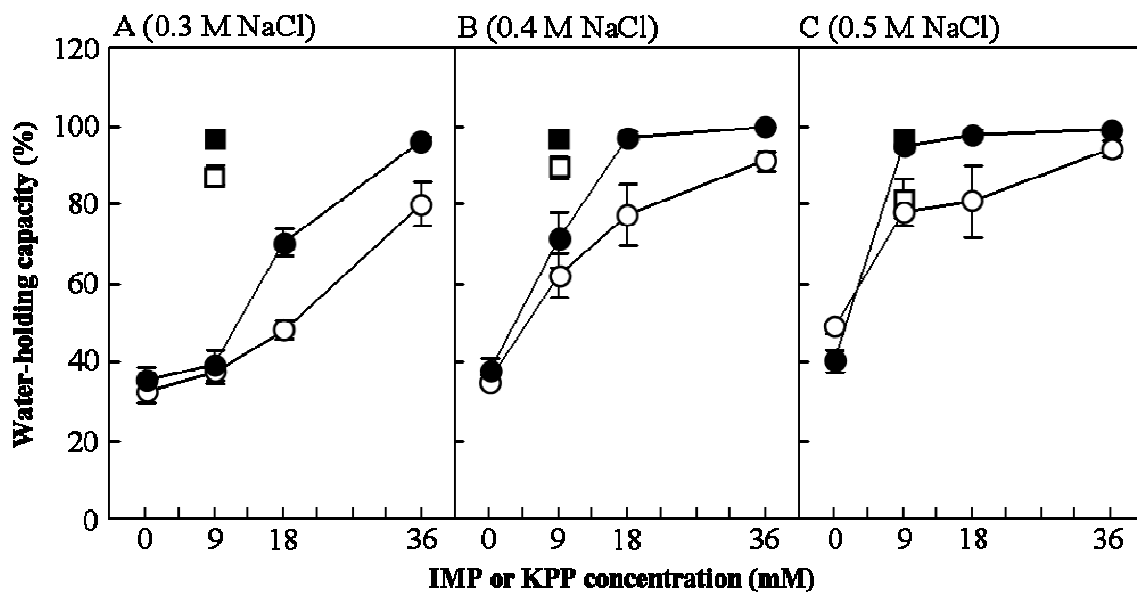 A (0.3 M NaCl) B (0.4 M NaCl) C (0.5 M NaCl)
120
100
80
60
40
20
0
Water-holding capacity (%)
0 9 18 36 0 9 18 36 0 9 18 36
IMP or KPP concentration (mM)